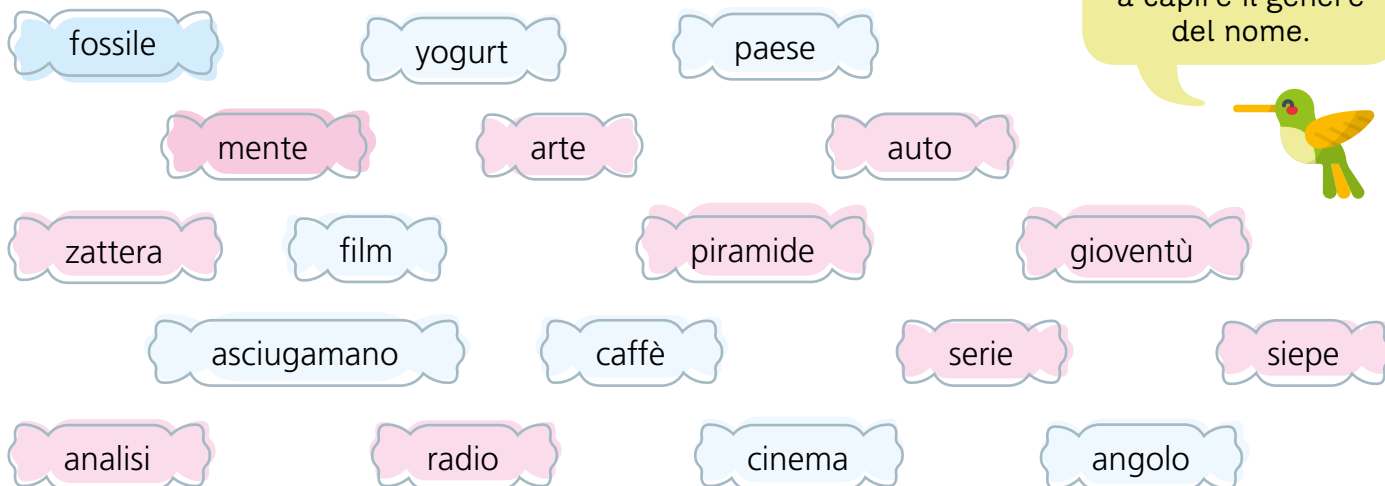 a capire il genere
del nome.
fossile yogurt paese
mente arte auto
zattera film piramide gioventù
asciugamano caffè serie siepe
analisi radio cinema angolo